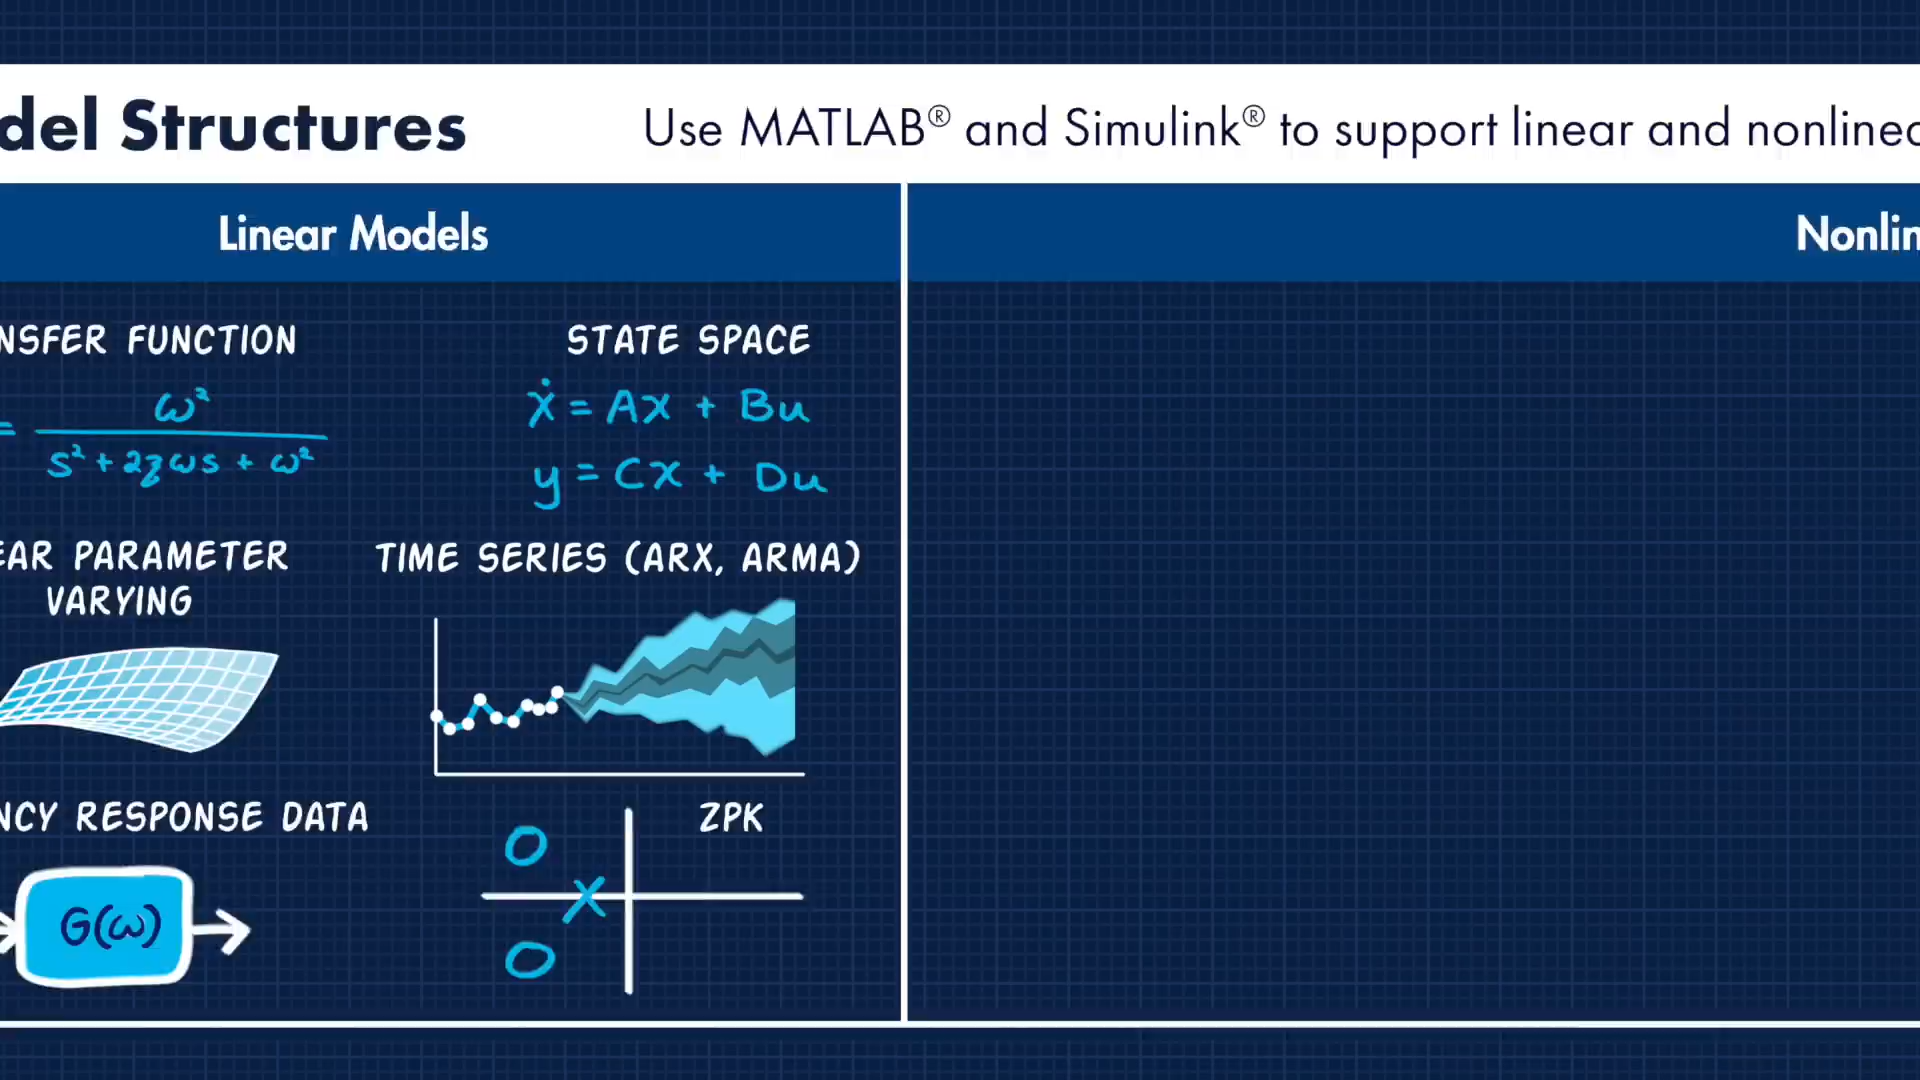 del Structures
Use MATLAB® and Simulink® to support linear and nonlinea
Linear Models
Nonlin
NSFER FUNCTION
STATE SPACE
= ω² / s² + 2ζωs + ω²
ẋ = Ax + Bu
y = Cx + Du
EAR PARAMETER
VARYING
TIME SERIES (ARX, ARMA)
NCY RESPONSE DATA
ZPK
G(ω)